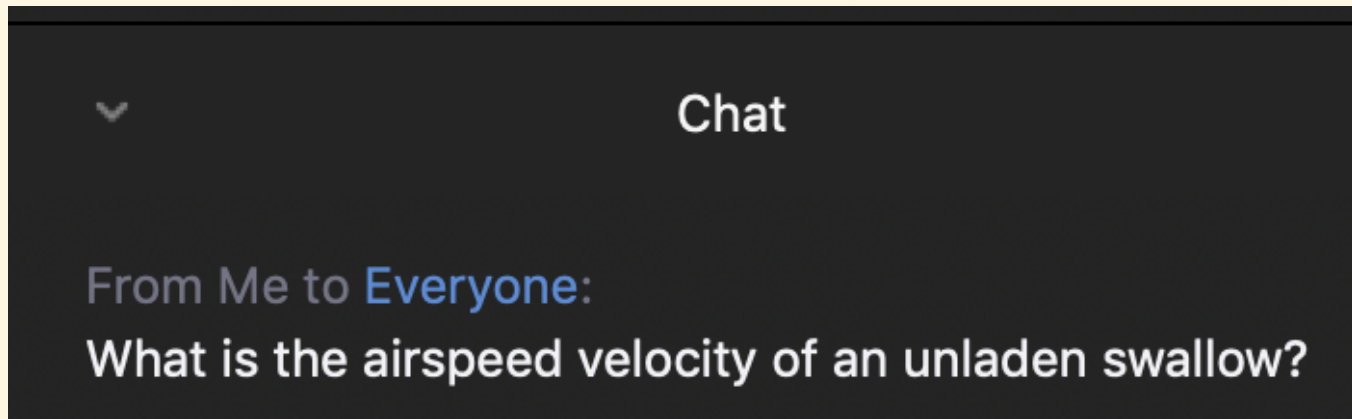 Chat
From Me to Everyone:
What is the airspeed velocity of an unladen swallow?